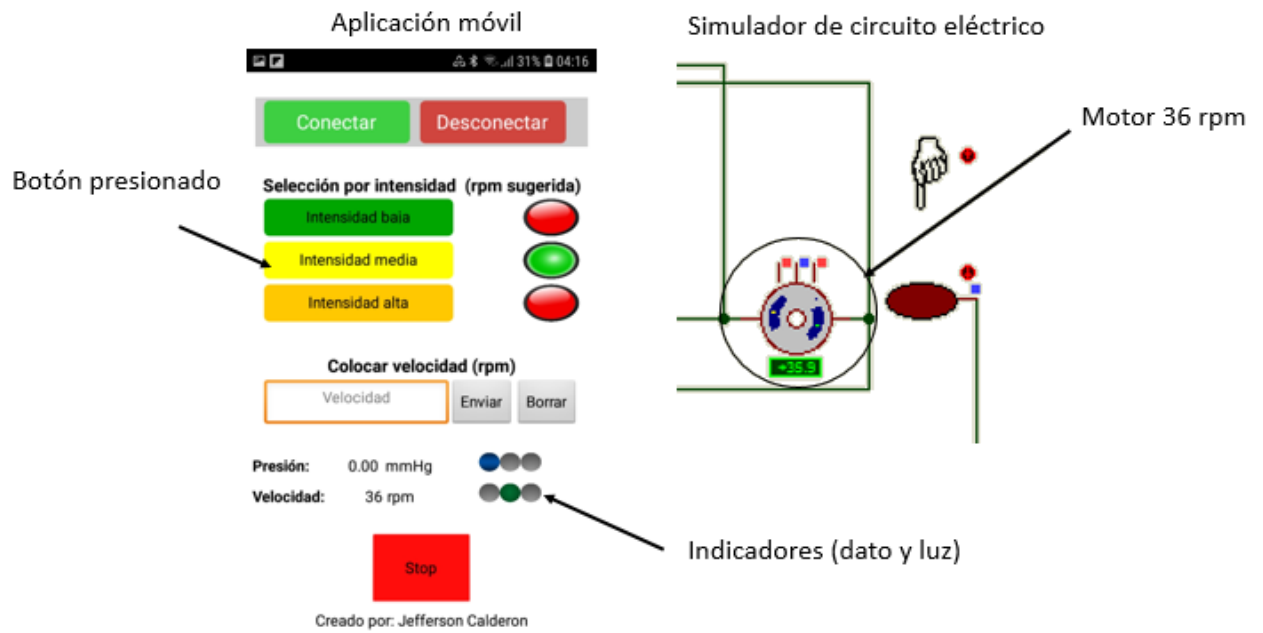 Aplicación móvil
Simulador de circuito eléctrico
31% 04:16
Conectar Desconectar
Motor 36 rpm
Botón presionado
Selección por intensidad (rpm sugerida)
Intensidad baia
Intensidad media
Intensidad alta
Colocar velocidad (rpm)
Velocidad Enviar Borrar
+35.9
Presión: 0.00 mmHg
Velocidad: 36 rpm
Indicadores (dato y luz)
Stop
Creado por: Jefferson Calderon